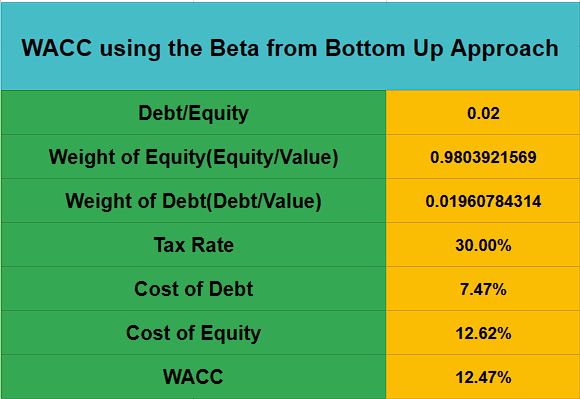 WACC using the Beta from Bottom Up Approach
Debt/Equity 0.02
Weight of Equity(Equity/Value) 0.9803921569
Weight of Debt(Debt/Value) 0.01960784314
Tax Rate 30.00%
Cost of Debt 7.47%
Cost of Equity 12.62%
WACC 12.47%